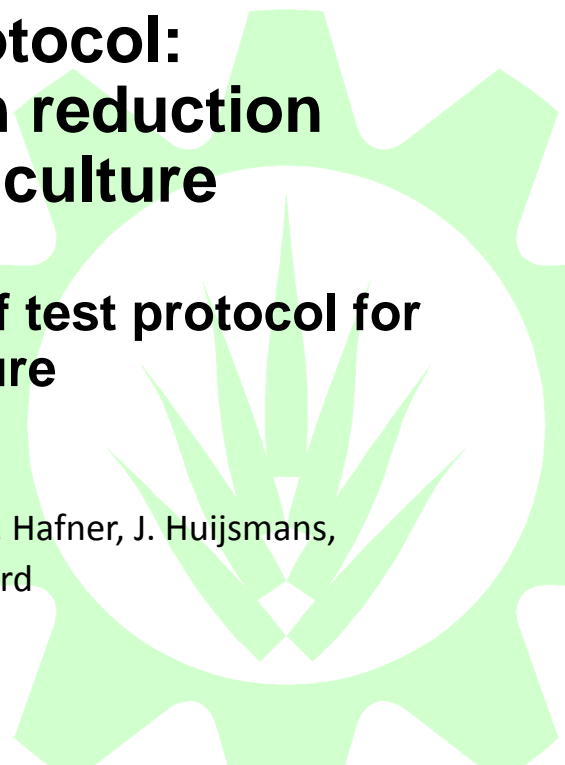 otocol:
n reduction
culture
f test protocol for
ure
. Hafner, J. Huijsmans,
rd